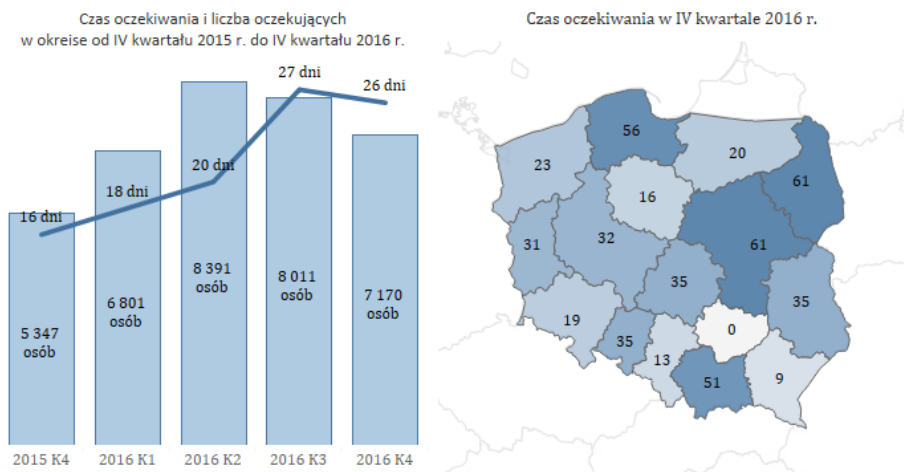 Czas oczekiwania i liczba oczekujących
w okreise od IV kwartału 2015 r. do IV kwartału 2016 r.
27 dni
26 dni
20 dni
18 dni
16 dni
8 391
osób
8 011
osób
7 170
osób
6 801
osób
5 347
osób
2015 K4
2016 K1
2016 K2
2016 K3
2016 K4
Czas oczekiwania w IV kwartale 2016 r.
56
20
23
61
16
31
32
61
35
35
19
35
0
13
51
9